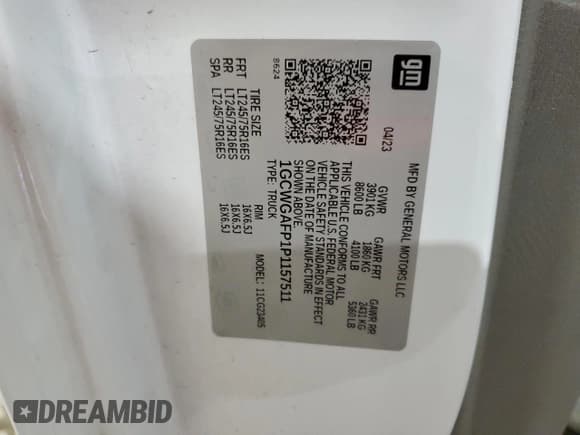 gm
MFD BY GENERAL MOTORS LLC
04/23
GVWR GAWR FRT GAWR RR
3901 KG 1860 KG 2431 KG
8600 LB 4100 LB 5360 LB
THIS VEHICLE CONFORMS TO ALL
APPLICABLE U.S. FEDERAL MOTOR
VEHICLE SAFETY STANDARDS IN EFFECT
ON THE DATE OF MANUFACTURE
SHOWN ABOVE.
1GCWGAFP1P1157511
TYPE: TRUCK MODEL: 11CG23405
8624
TIRE SIZE RIM
FRT LT245/75R16ES 16X6.5J
RR LT245/75R16ES 16X6.5J
SPA LT245/75R16ES 16X6.5J
DREAMBID